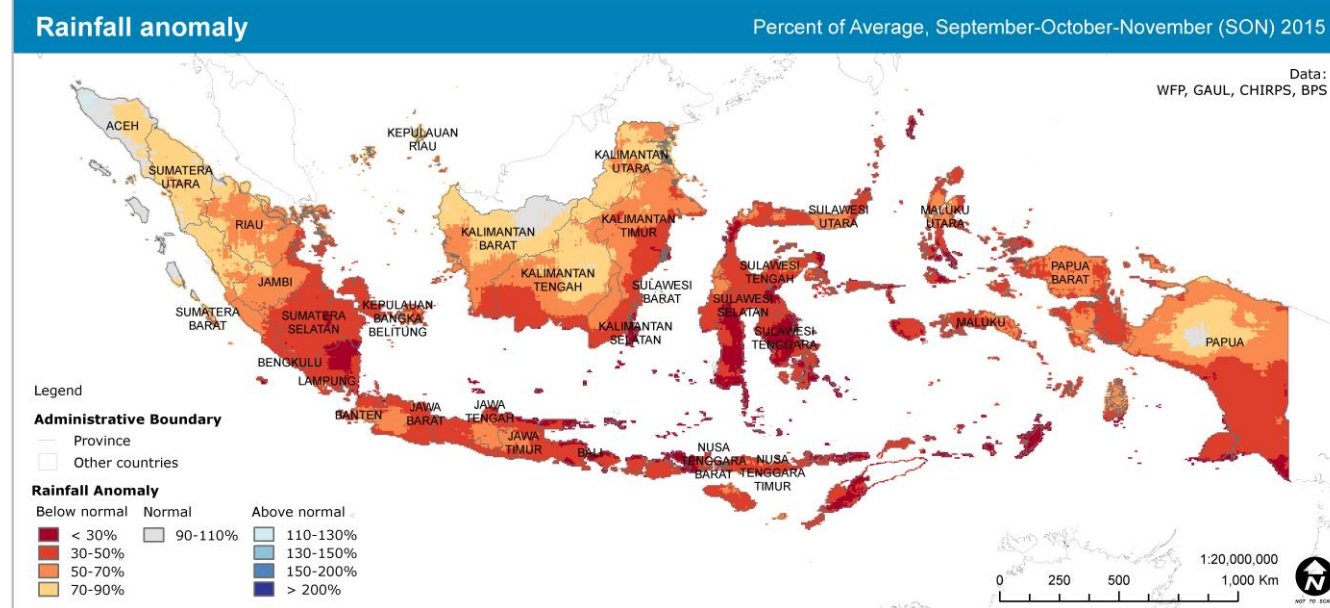 Rainfall anomaly
Percent of Average, September-October-November (SON) 2015
Data:
WFP, GAUL, CHIRPS, BPS
ACEH
SUMATERA
UTARA
RIAU
KEPULAUAN
RIAU
JAMBI
SUMATERA
BARAT
SUMATERA
SELATAN
KEPULAUAN
BANGKA
BELITUNG
BENGKULU
LAMPUNG
BANTEN
JAWA
BARAT
JAWA
TENGAH
JAWA
TIMUR
BALI
NUSA
TENGGARA
BARAT
NUSA
TENGGARA
TIMUR
KALIMANTAN
UTARA
KALIMANTAN
BARAT
KALIMANTAN
TIMUR
KALIMANTAN
TENGAH
KALIMANTAN
SELATAN
SULAWESI
BARAT
SULAWESI
UTARA
SULAWESI
TENGAH
SULAWESI
SELATAN
SULAWESI
TENGGARA
MALUKU
UTARA
MALUKU
PAPUA
BARAT
PAPUA
Legend
Administrative Boundary
Province
Other countries
Rainfall Anomaly
Below normal Normal Above normal
< 30% 90-110% 110-130%
30-50% 130-150%
50-70% 150-200%
70-90% > 200%
1:20,000,000
0 250 500 1,000 Km
N
NOT TO SCALE